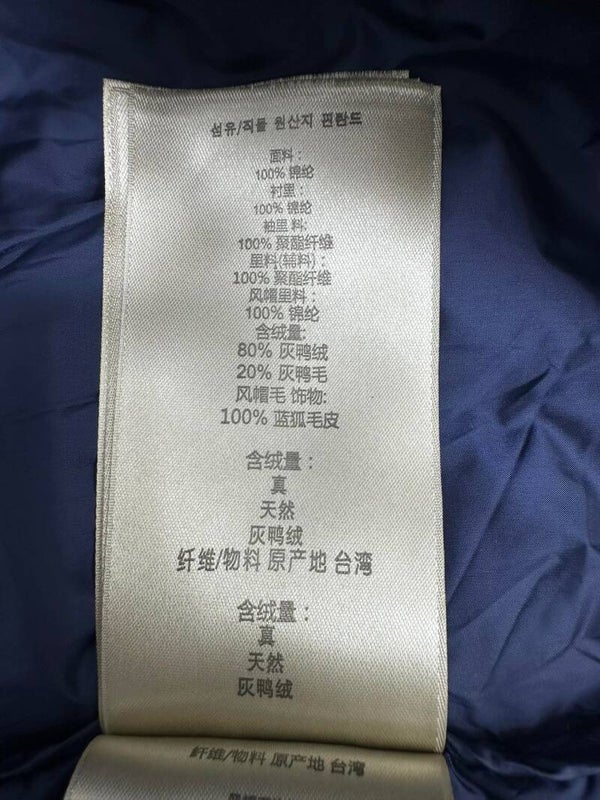 섬유/직물 원산지 핀란드
面料：
100% 锦纶
衬里：
100% 锦纶
袖里 料:
100% 聚酯纤维
里料(辅料)：
100% 聚酯纤维
风帽里料：
100% 锦纶
含绒量:
80% 灰鸭绒
20% 灰鸭毛
风帽毛 饰物:
100% 蓝狐毛皮
含绒量：
真
天然
灰鸭绒
纤维/物料 原产地 台湾
含绒量：
真
天然
灰鸭绒
纤维/物料 原产地 台湾